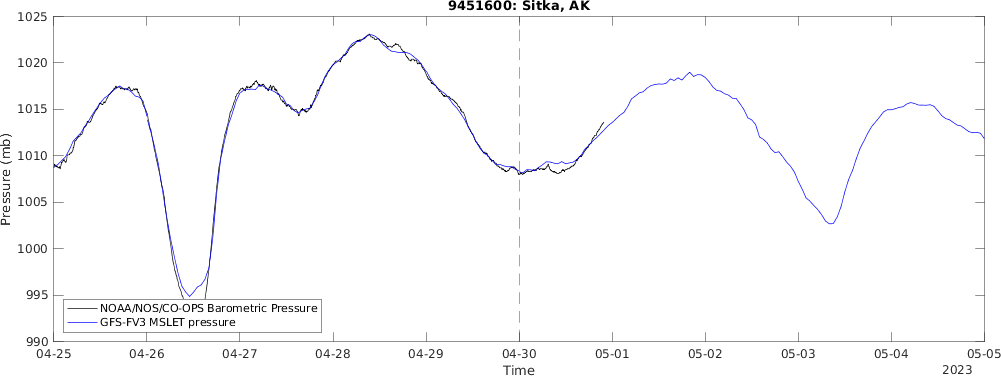 9451600: Sitka, AK
Pressure (mb)
1025
1020
1015
1010
1005
1000
995
990
NOAA/NOS/CO-OPS Barometric Pressure
GFS-FV3 MSLET pressure
04-25 04-26 04-27 04-28 04-29 04-30 05-01 05-02 05-03 05-04 05-05
Time
2023